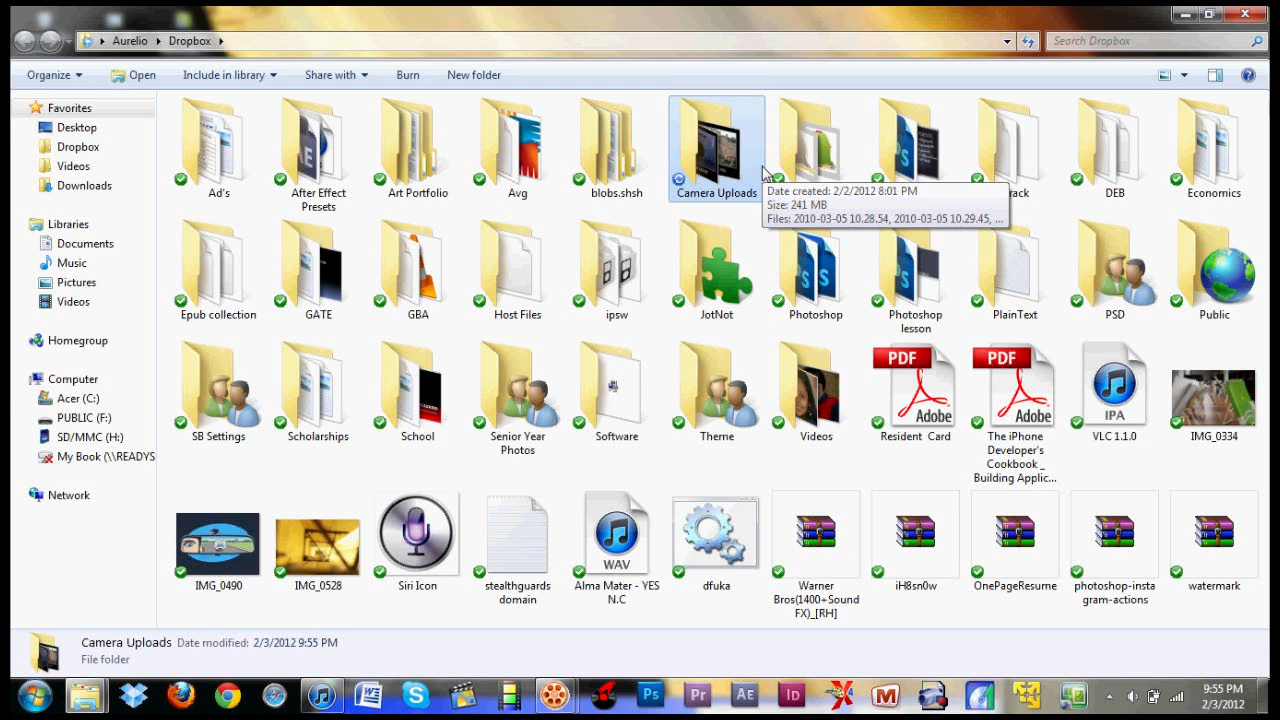 Aurelio Dropbox
Search Dropbox
Organize Open Include in library Share with Burn New folder
Favorites
Desktop
Dropbox
Videos
Downloads
Libraries
Documents
Music
Pictures
Videos
Homegroup
Computer
Acer (C:)
PUBLIC (F:)
SD/MMC (H:)
My Book (\\READYS
Network
Ad's
After Effect
Presets
Art Portfolio
Avg
blobs.shsh
Camera Uploads
DEB
Economics
Date created: 2/2/2012 8:01 PM
Size: 241 MB
Files: 2010-03-05 10.28.54, 2010-03-05 10.29.45, ...
Epub collection
GATE
GBA
Host Files
ipsw
JotNot
Photoshop
Photoshop
lesson
PlainText
PSD
Public
SB Settings
Scholarships
School
Senior Year
Photos
Software
Theme
Videos
PDF
Adobe
Resident Card
PDF
Adobe
The iPhone
Developer's
Cookbook _
Building Applic...
IPA
VLC 1.1.0
IMG_0334
IMG_0490
IMG_0528
Siri Icon
stealthguards
domain
WAV
Alma Mater - YES
N.C
dfuka
Warner
Bros(1400+Sound
FX)_[RH]
iH8sn0w
OnePageResume
photoshop-insta
gram-actions
watermark
Camera Uploads Date modified: 2/3/2012 9:55 PM
File folder
Ps
Pr
AE
Id
9:55 PM
2/3/2012